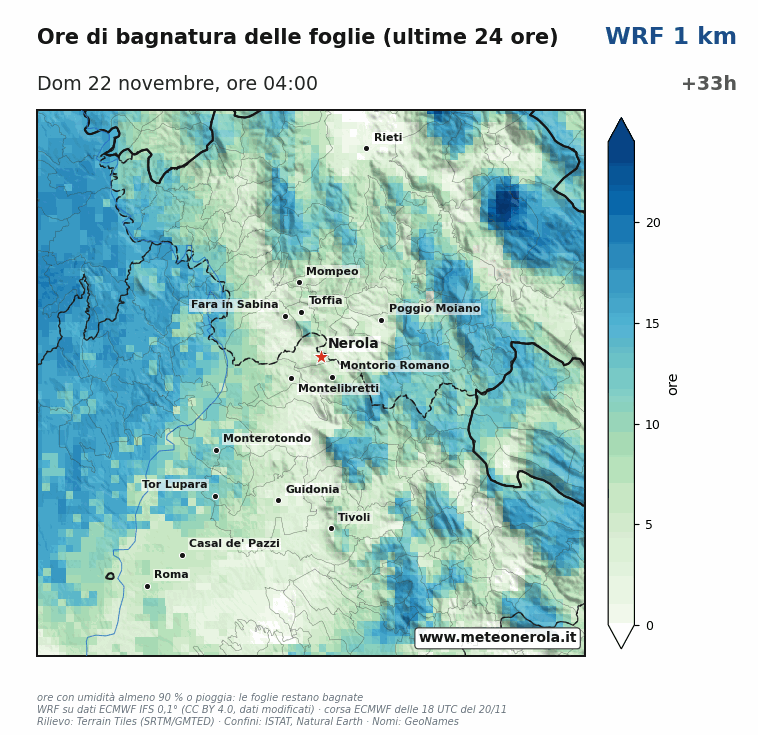 Ore di bagnatura delle foglie (ultime 24 ore)
WRF 1 km
Dom 22 novembre, ore 04:00
+33h
Rieti
Mompeo
Fara in Sabina
Toffia
Poggio Moiano
Nerola
Montorio Romano
Montelibretti
Monterotondo
Tor Lupara
Guidonia
Tivoli
Casal de' Pazzi
Roma
www.meteonerola.it
20
15
10
5
0
ore
ore con umidità almeno 90 % o pioggia: le foglie restano bagnate
WRF su dati ECMWF IFS 0,1° (CC BY 4.0, dati modificati) · corsa ECMWF delle 18 UTC del 20/11
Rilievo: Terrain Tiles (SRTM/GMTED) · Confini: ISTAT, Natural Earth · Nomi: GeoNames